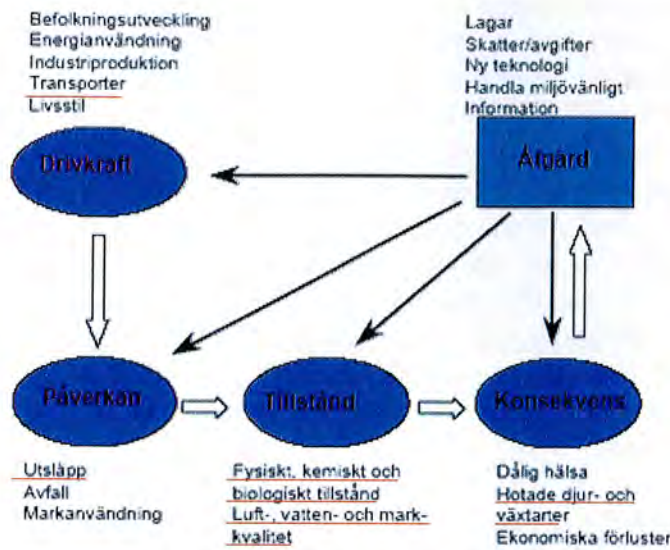 Befolkningsutveckling
Energianvändning
Industriproduktion
Transporter
Livsstil
Lagar
Skatter/avgifter
Ny teknologi
Handla miljövänligt
Information
Drivkraft
Åtgärd
Påverkan
Tillstånd
Konsekvens
Utsläpp
Avfall
Markanvändning
Fysiskt, kemiskt och
biologiskt tillstånd
Luft-, vatten- och mark-
kvalitet
Dålig hälsa
Hotade djur- och
växtarter
Ekonomiska förluster